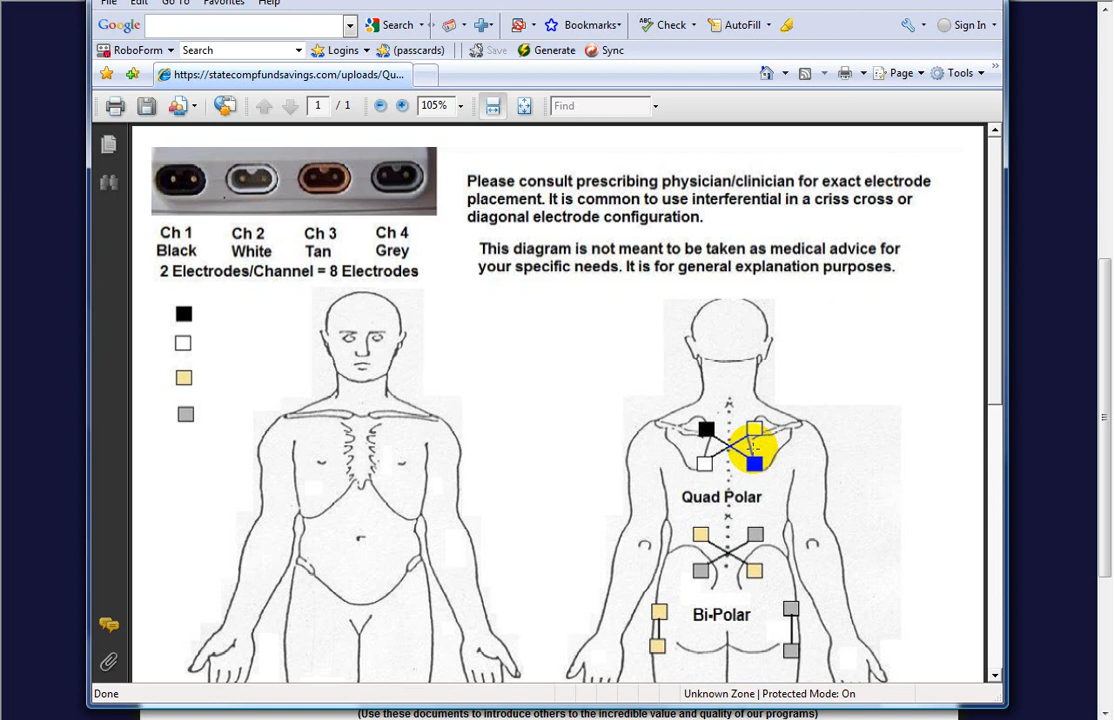 File Edit View Go To Favorites Help
Google Search Bookmarks Check AutoFill Sign In
RoboForm Search Logins (passcards) Save Generate Sync
https://statecompfundsavings.com/uploads/Qu... Page Tools
1 / 1 105% Find
Please consult prescribing physician/clinician for exact electrode
placement. It is common to use interferential in a criss cross or
diagonal electrode configuration.
This diagram is not meant to be taken as medical advice for
your specific needs. It is for general explanation purposes.
Ch 1 Ch 2 Ch 3 Ch 4
Black White Tan Grey
2 Electrodes/Channel = 8 Electrodes
Quad Polar
Bi-Polar
Done Unknown Zone | Protected Mode: On
(Use these documents to introduce others to the incredible value and quality of our programs)